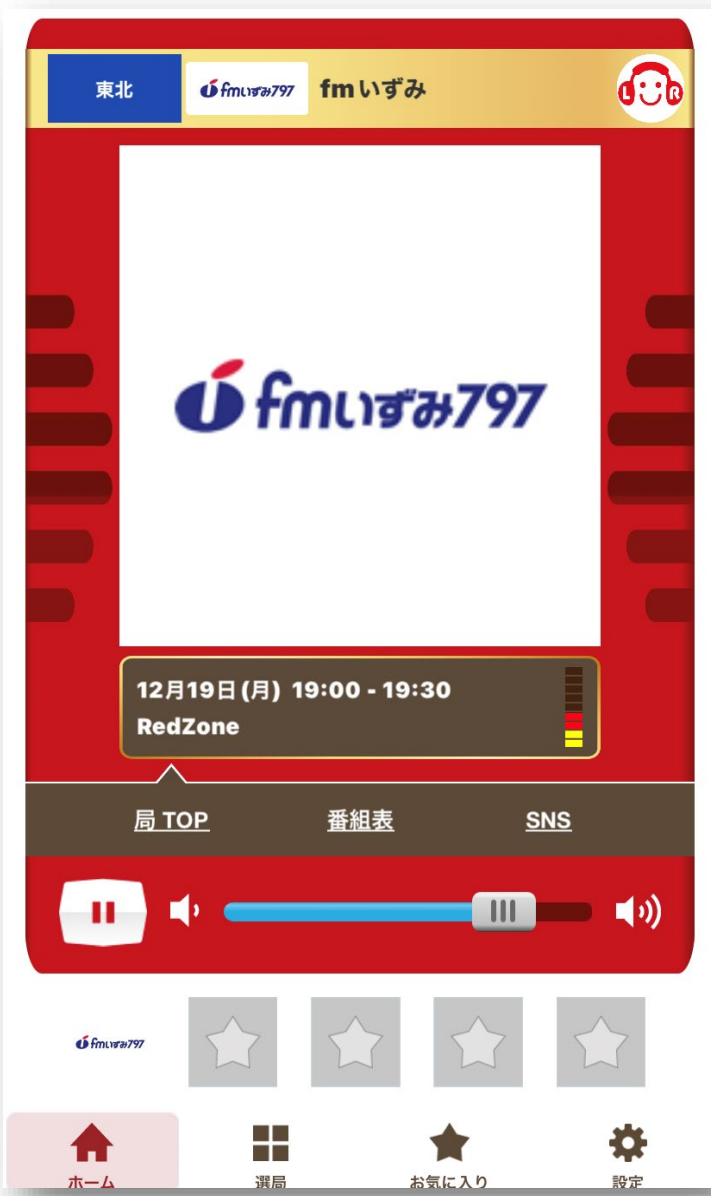 東北
fmいずみ797
fmいずみ
L R
fmいずみ797
12月19日(月) 19:00 - 19:30
RedZone
局 TOP
番組表
SNS
fmいずみ797
ホーム
選局
お気に入り
設定